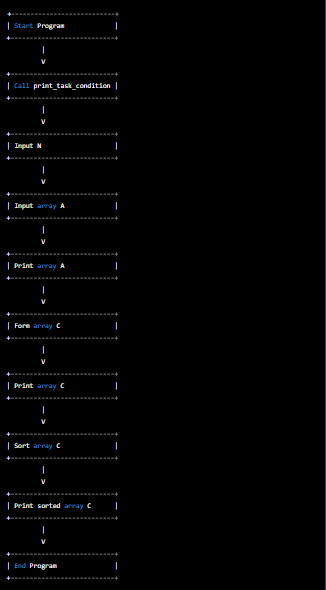 +---------------------------+
| Start Program             |
+---------------------------+
         |
         V
+---------------------------+
| Call print_task_condition |
+---------------------------+
         |
         V
+---------------------------+
| Input N                   |
+---------------------------+
         |
         V
+---------------------------+
| Input array A             |
+---------------------------+
         |
         V
+---------------------------+
| Print array A             |
+---------------------------+
         |
         V
+---------------------------+
| Form array C              |
+---------------------------+
         |
         V
+---------------------------+
| Print array C             |
+---------------------------+
         |
         V
+---------------------------+
| Sort array C              |
+---------------------------+
         |
         V
+---------------------------+
| Print sorted array C      |
+---------------------------+
         |
         V
+---------------------------+
| End Program               |
+---------------------------+